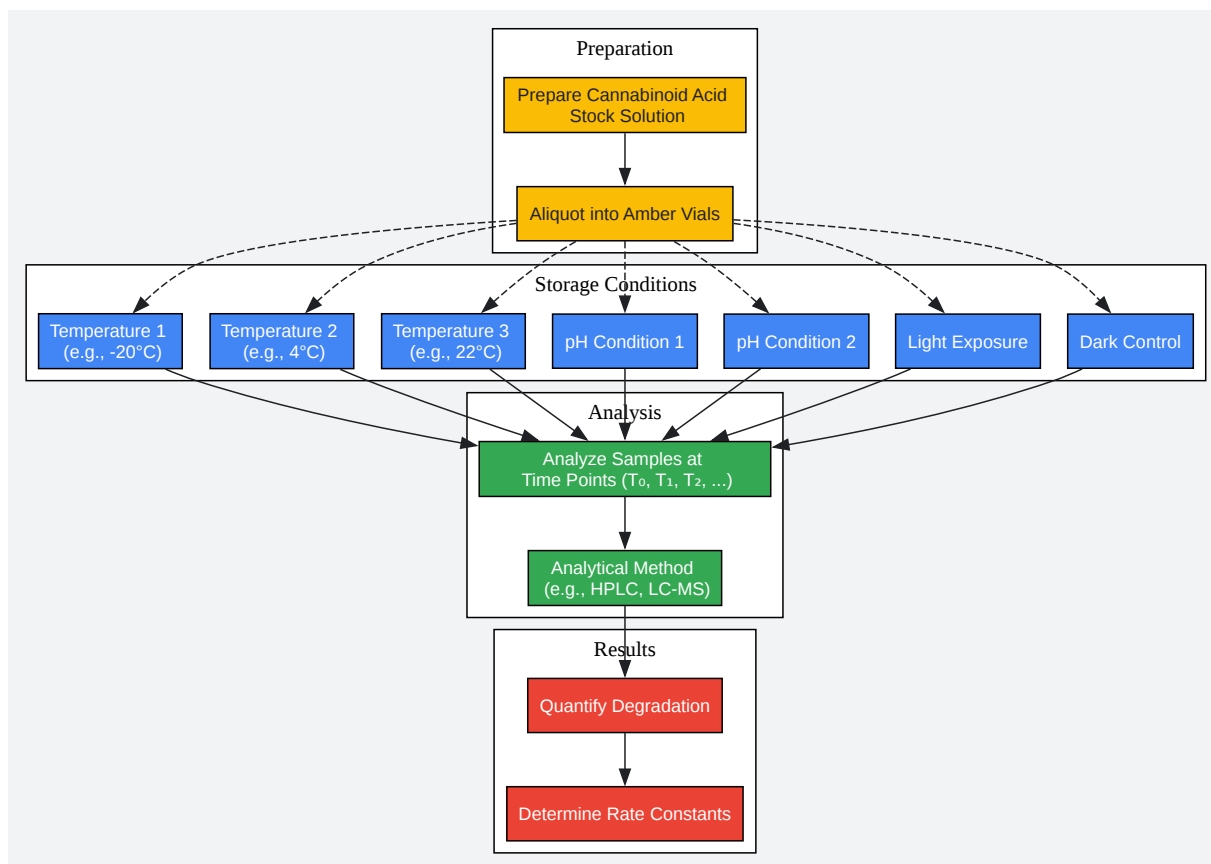 Preparation
Prepare Cannabinoid Acid
Stock Solution
Aliquot into Amber Vials
Storage Conditions
Temperature 1
(e.g., -20°C)
Temperature 2
(e.g., 4°C)
Temperature 3
(e.g., 22°C)
pH Condition 1
pH Condition 2
Light Exposure
Dark Control
Analysis
Analyze Samples at
Time Points (T₀, T₁, T₂, ...)
Analytical Method
(e.g., HPLC, LC-MS)
Results
Quantify Degradation
Determine Rate Constants